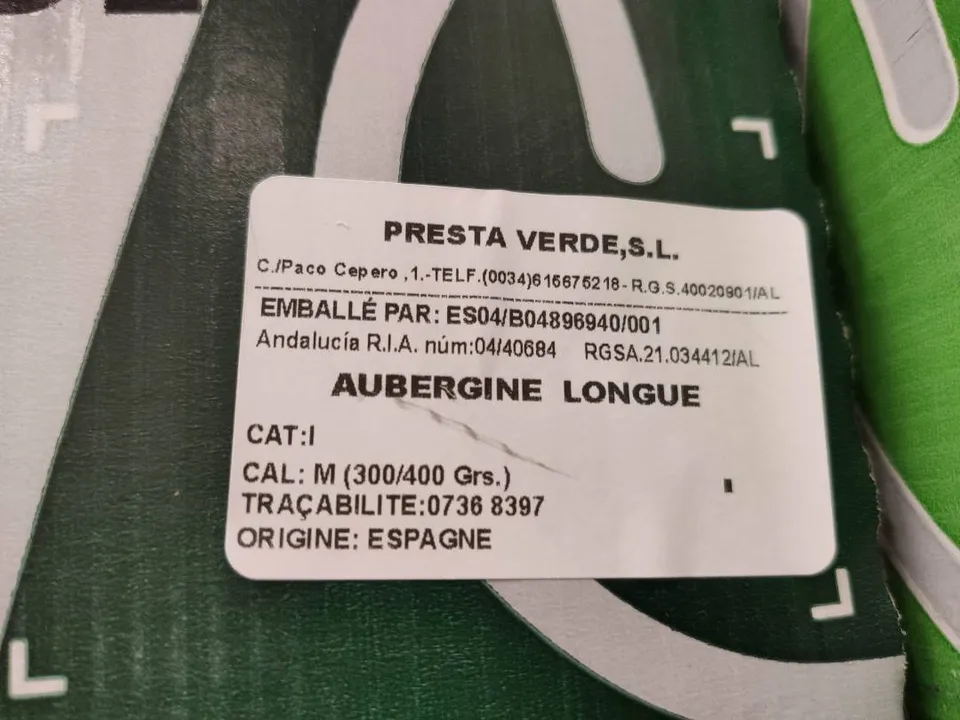 PRESTA VERDE,S.L.
C./Paco Cepero ,1.-TELF.(0034)615675218- R.G.S.40020901/AL
EMBALLÉ PAR: ES04/B04896940/001
Andalucía R.I.A. núm:04/40684 RGSA.21.034412/AL
AUBERGINE LONGUE
CAT:I
CAL: M (300/400 Grs.)
TRAÇABILITE:0736 8397
ORIGINE: ESPAGNE